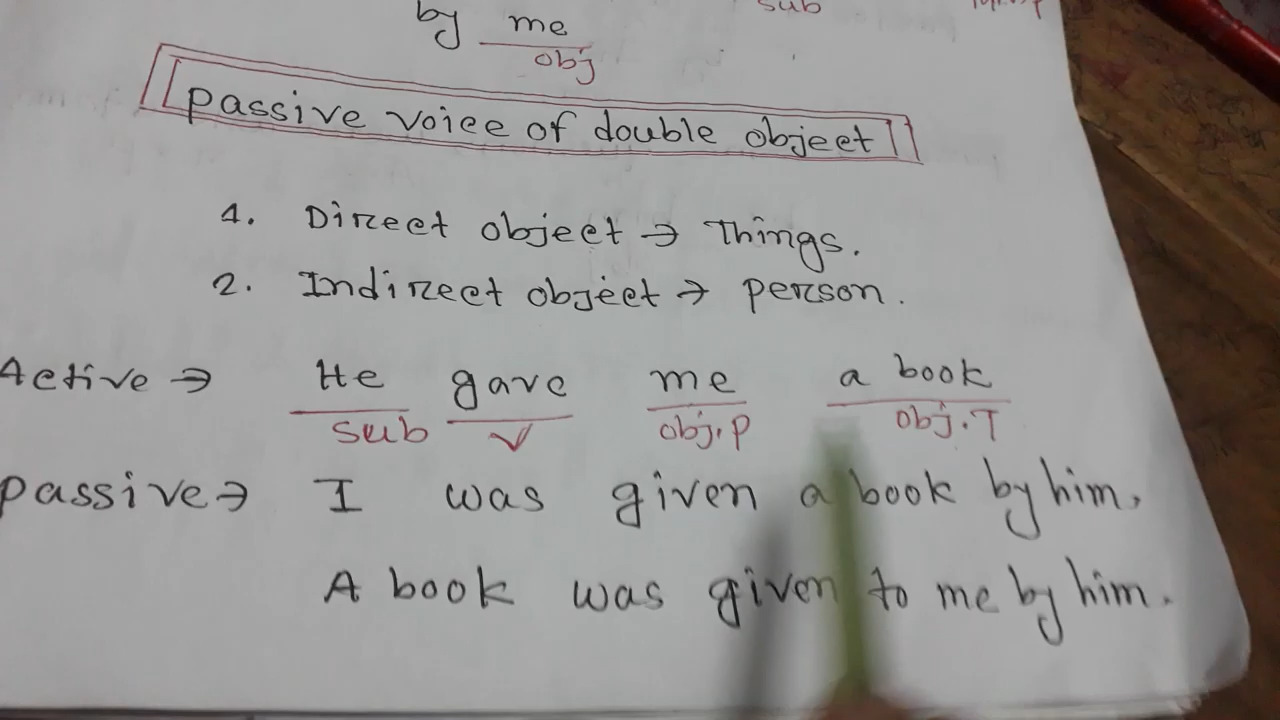 sub
by me
obj
passive voice of double object
1. Direct object → Things.
2. Indirect object → person.
Active → He gave me a book
sub v obj.P obj.T
passive → I was given a book by him,
A book was given to me by him.